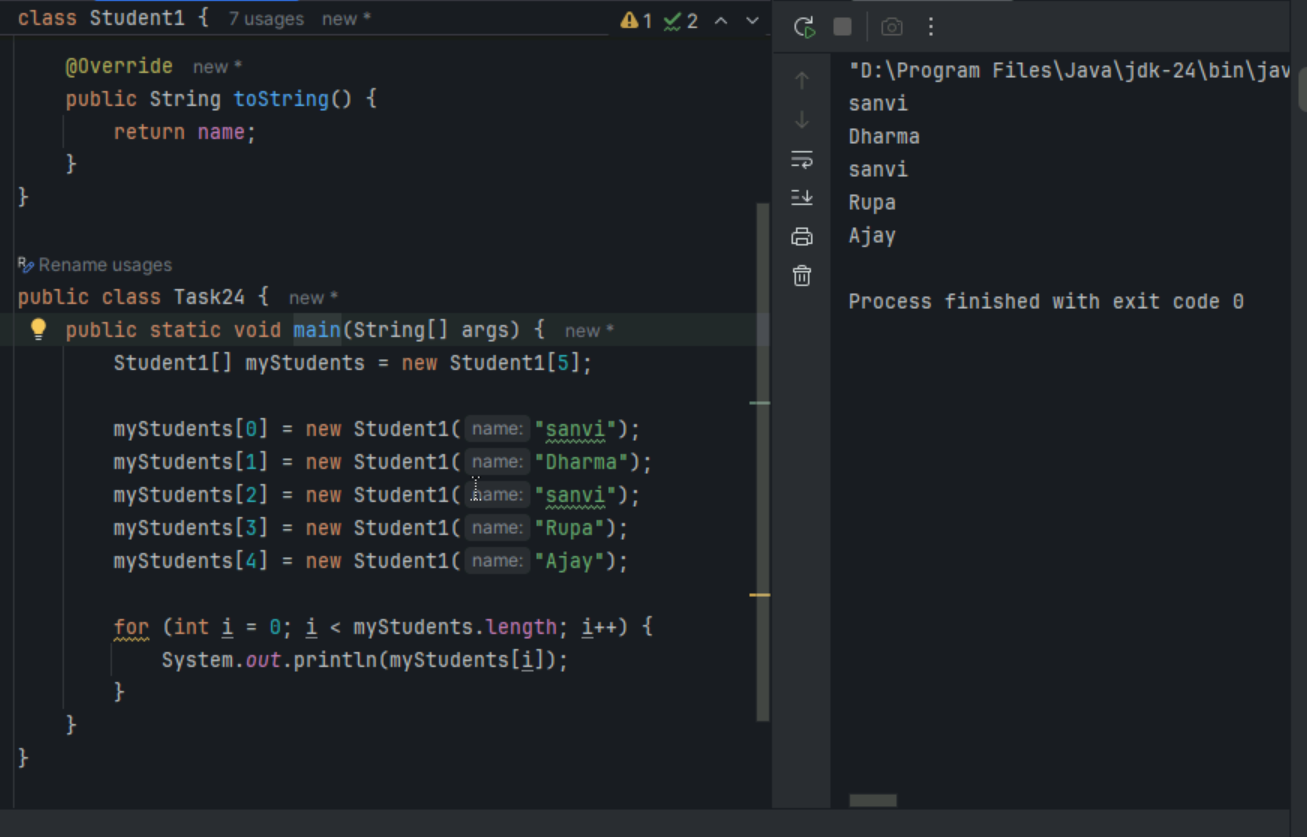 class Student1 { 7 usages new *
1 2
@Override new *
public String toString() {
return name;
}
}
Rename usages
public class Task24 { new *
public static void main(String[] args) { new *
Student1[] myStudents = new Student1[5];
myStudents[0] = new Student1( name: "sanvi");
myStudents[1] = new Student1( name: "Dharma");
myStudents[2] = new Student1( name: "sanvi");
myStudents[3] = new Student1( name: "Rupa");
myStudents[4] = new Student1( name: "Ajay");
for (int i = 0; i < myStudents.length; i++) {
System.out.println(myStudents[i]);
}
}
}
"D:\Program Files\Java\jdk-24\bin\jav
sanvi
Dharma
sanvi
Rupa
Ajay
Process finished with exit code 0